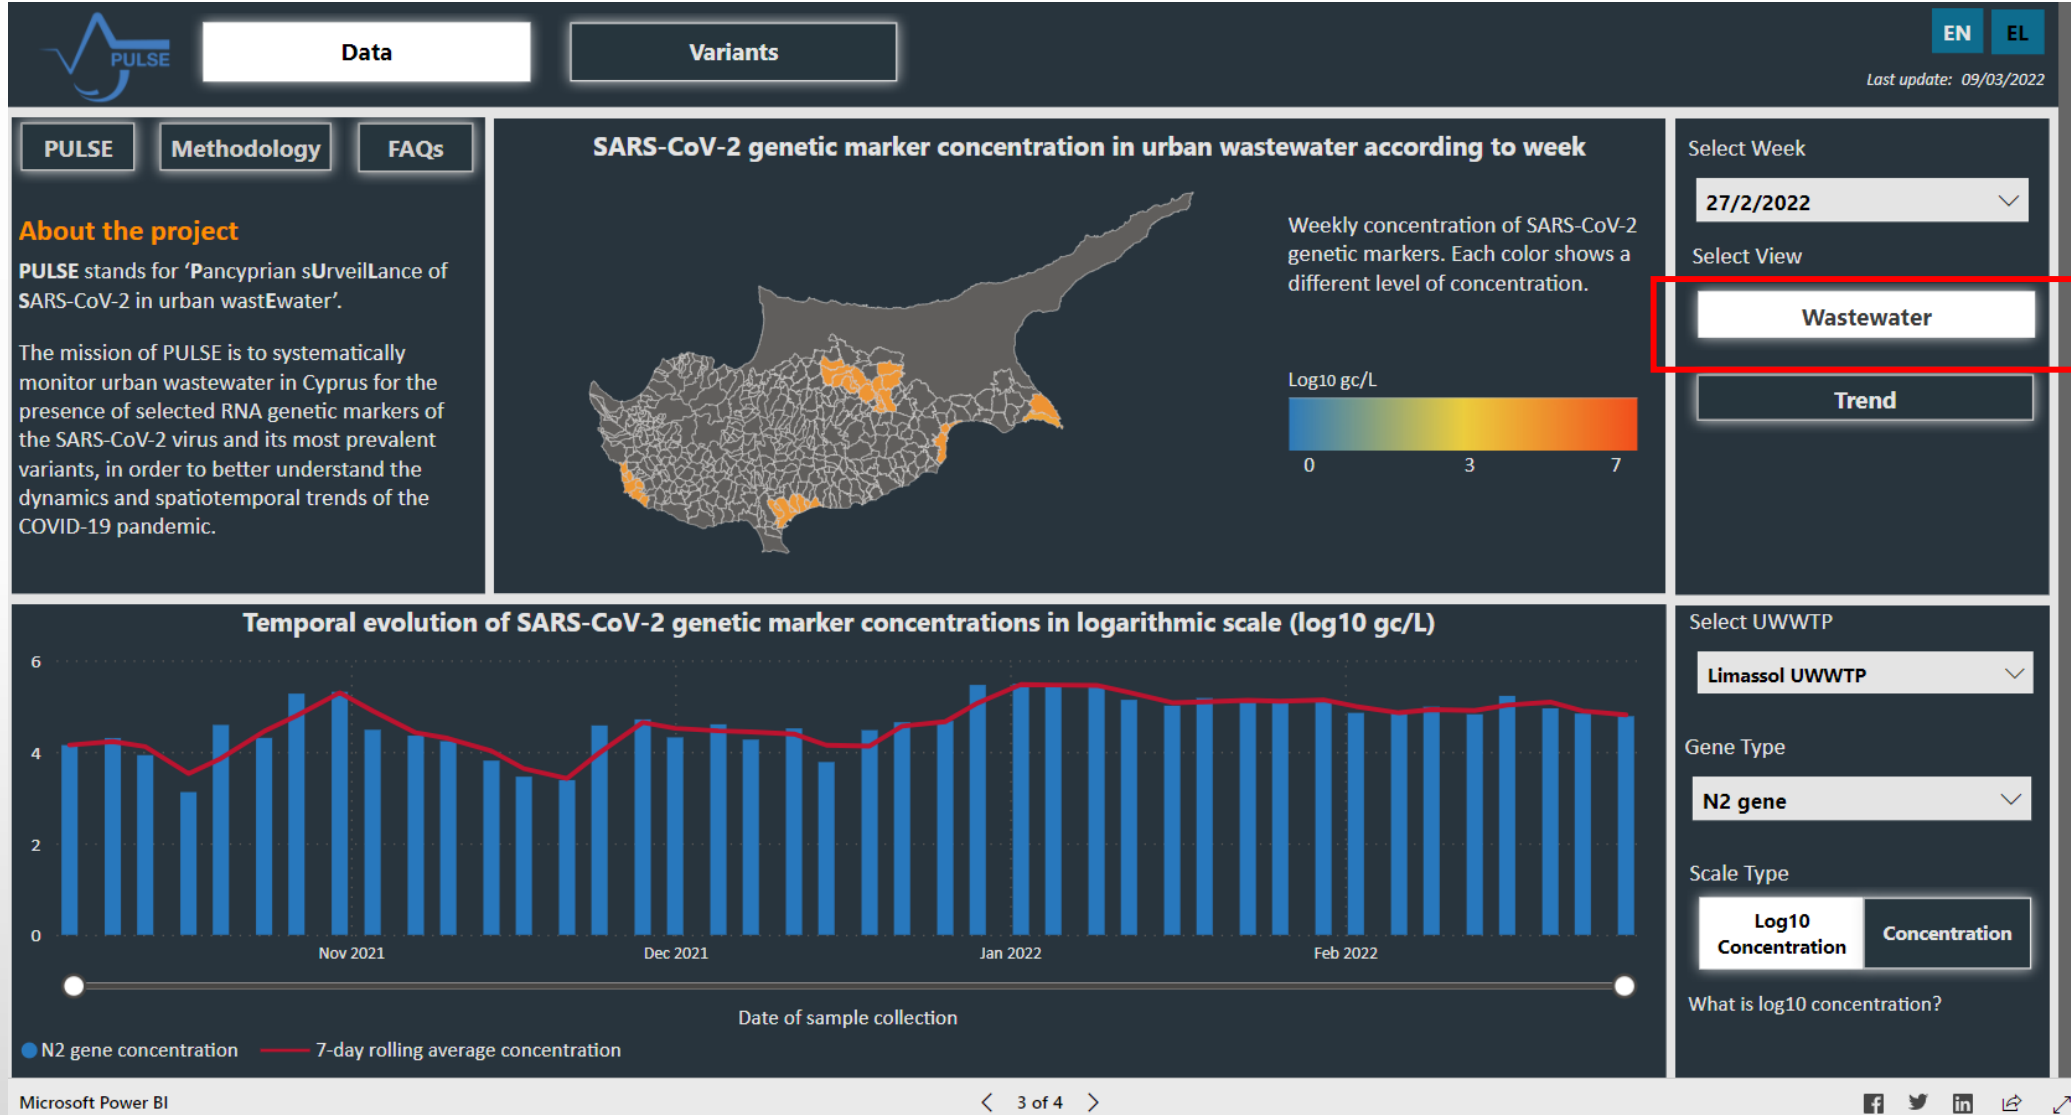 PULSE
Data
Variants
EN
EL
Last update: 09/03/2022
PULSE
Methodology
FAQs
About the project
PULSE stands for ‘Pancyprian sUrveilLance of
SARS-CoV-2 in urban wastEwater’.
The mission of PULSE is to systematically
monitor urban wastewater in Cyprus for the
presence of selected RNA genetic markers of
the SARS-CoV-2 virus and its most prevalent
variants, in order to better understand the
dynamics and spatiotemporal trends of the
COVID-19 pandemic.
SARS-CoV-2 genetic marker concentration in urban wastewater according to week
Weekly concentration of SARS-CoV-2
genetic markers. Each color shows a
different level of concentration.
Log10 gc/L
0 3 7
Select Week
27/2/2022
Select View
Wastewater
Trend
Temporal evolution of SARS-CoV-2 genetic marker concentrations in logarithmic scale (log10 gc/L)
6
4
2
0
Nov 2021 Dec 2021 Jan 2022 Feb 2022
Date of sample collection
N2 gene concentration 7-day rolling average concentration
Select UWWTP
Limassol UWWTP
Gene Type
N2 gene
Scale Type
Log10
Concentration
Concentration
What is log10 concentration?
Microsoft Power BI
3 of 4